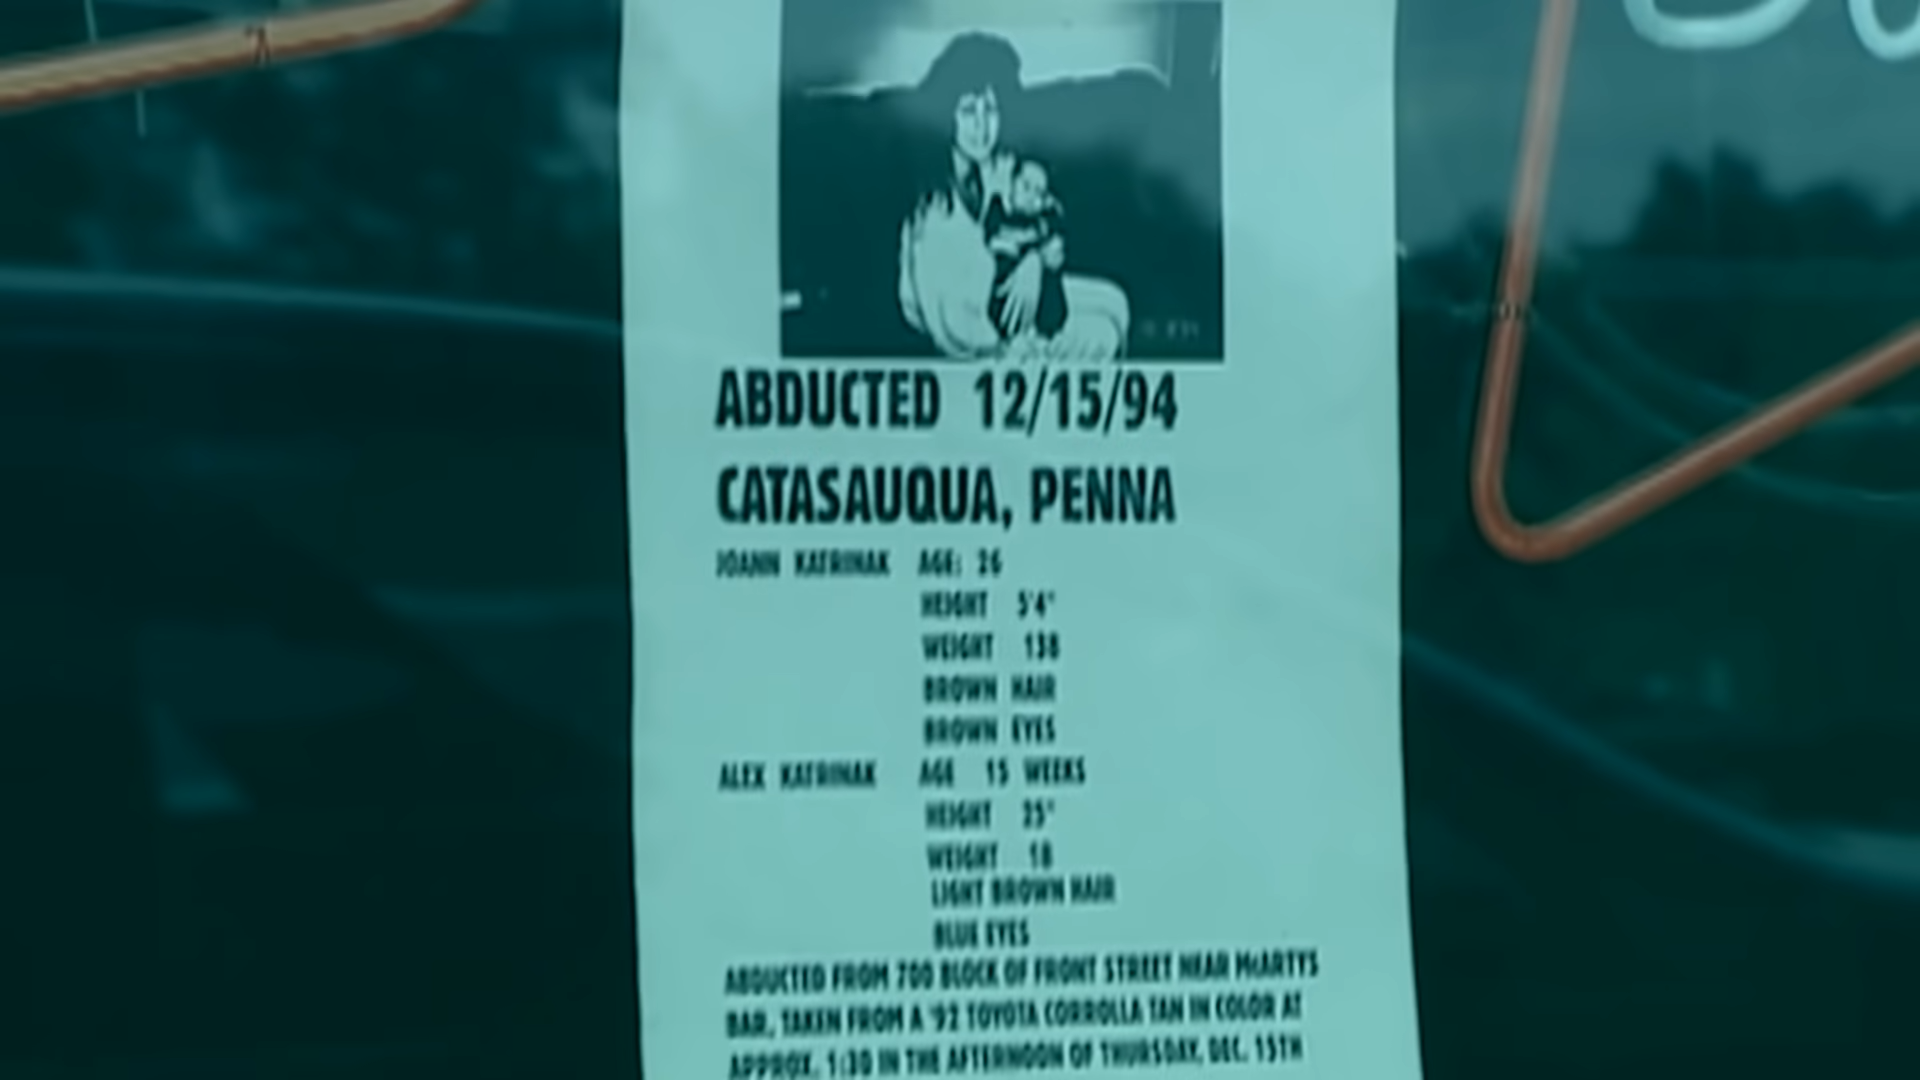 ABDUCTED 12/15/94
CATASAUQUA, PENNA
JOANN KATRINAK AGE: 26
HEIGHT 5'4"
WEIGHT 138
BROWN HAIR
BROWN EYES
ALEX KATRINAK AGE 15 WEEKS
HEIGHT 25"
WEIGHT 18
LIGHT BROWN HAIR
BLUE EYES
ABDUCTED FROM 700 BLOCK OF FRONT STREET NEAR McARTYS
BAR, TAKEN FROM A '92 TOYOTA CORROLLA TAN IN COLOR AT
APPROX. 1:30 IN THE AFTERNOON OF THURSDAY, DEC. 15TH